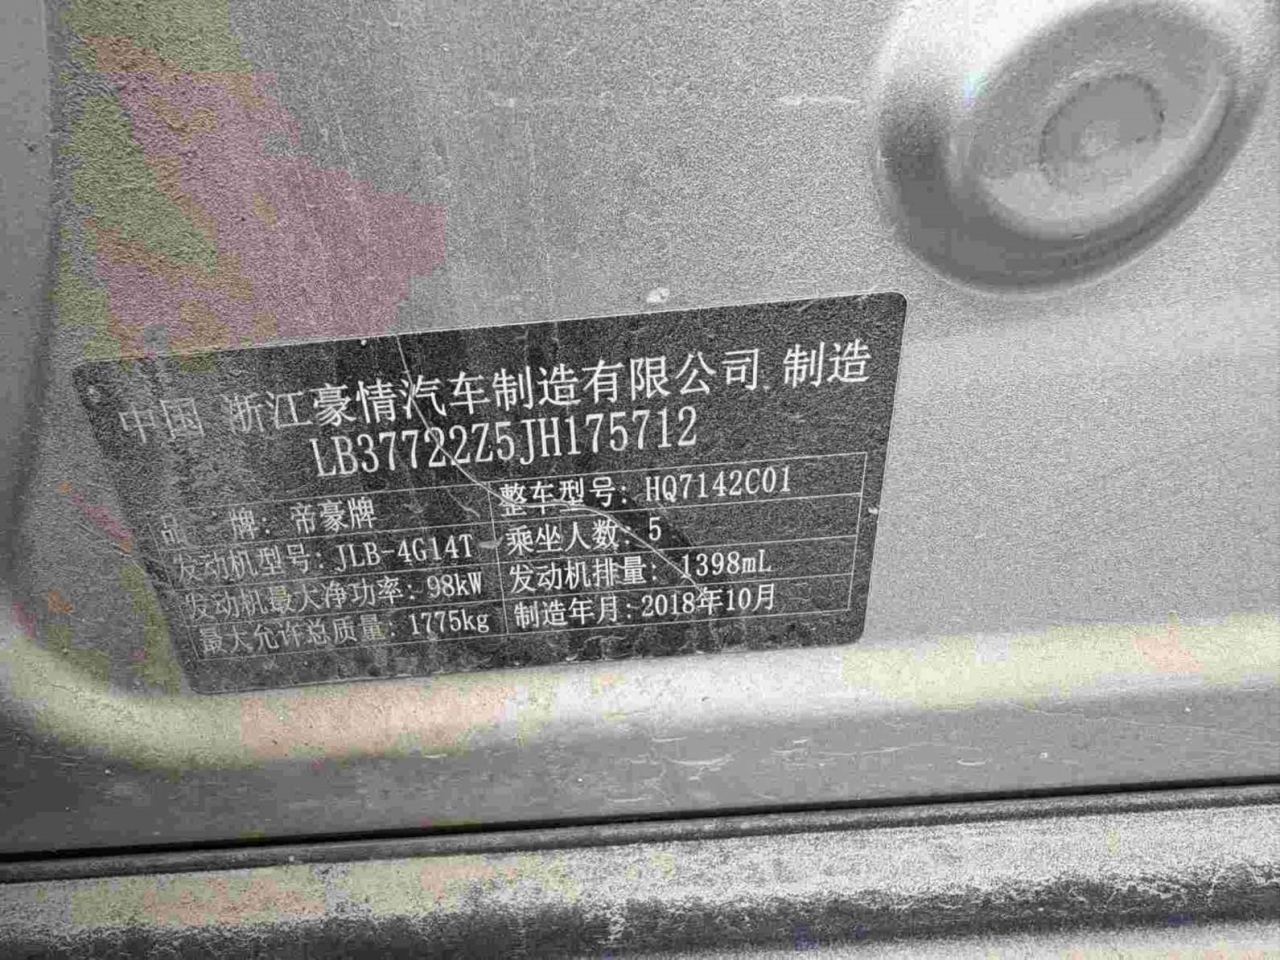 中国 浙江豪情汽车制造有限公司 制造
LB37722Z5JH175712
品 牌：帝豪牌 整车型号：HQ7142C01
发动机型号：JLB-4G14T 乘坐人数：5
发动机最大净功率：98kW 发动机排量：1398mL
最大允许总质量：1775kg 制造年月：2018年10月